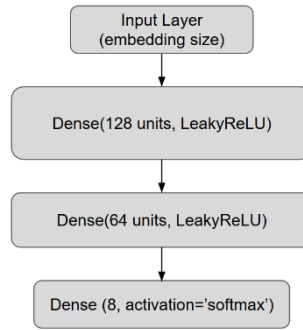 Input Layer
(embedding size)
Dense(128 units, LeakyReLU)
Dense(64 units, LeakyReLU)
Dense (8, activation=’softmax’)